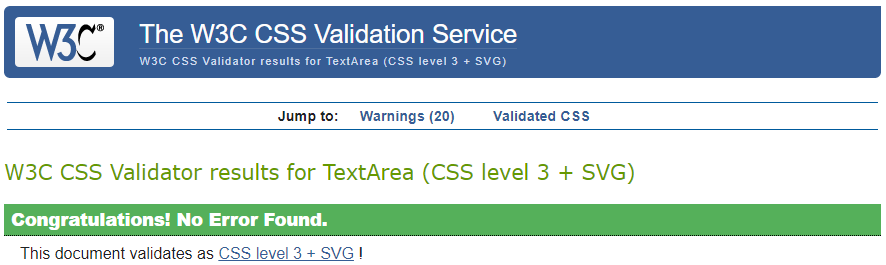 W3C® The W3C CSS Validation Service
W3C CSS Validator results for TextArea (CSS level 3 + SVG)
Jump to: Warnings (20) Validated CSS
W3C CSS Validator results for TextArea (CSS level 3 + SVG)
Congratulations! No Error Found.
This document validates as CSS level 3 + SVG !